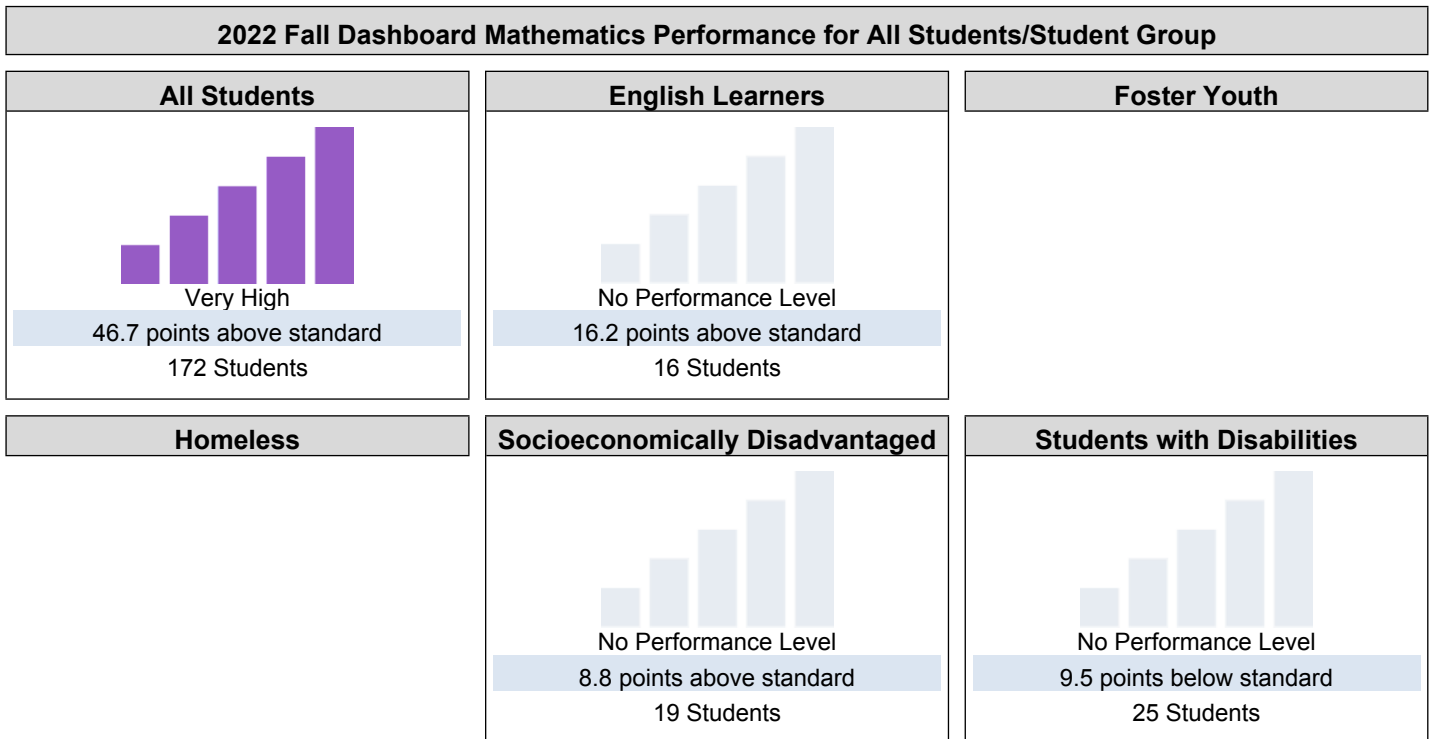 2022 Fall Dashboard Mathematics Performance for All Students/Student Group
All Students
Very High
46.7 points above standard
172 Students
English Learners
No Performance Level
16.2 points above standard
16 Students
Foster Youth
Homeless
Socioeconomically Disadvantaged
No Performance Level
8.8 points above standard
19 Students
Students with Disabilities
No Performance Level
9.5 points below standard
25 Students